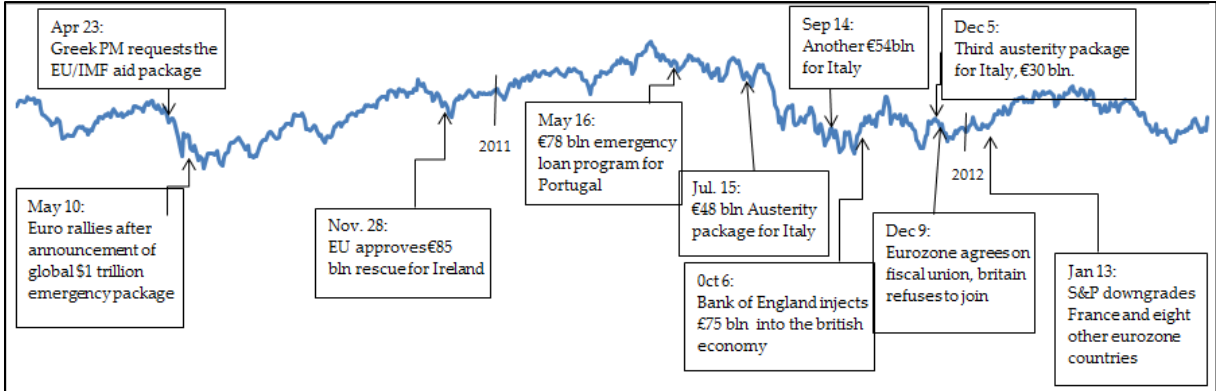 Apr 23:
Greek PM requests the
EU/IMF aid package
May 10:
Euro rallies after
announcement of
global $1 trillion
emergency package
Nov. 28:
EU approves €85
bln rescue for Ireland
2011
May 16:
€78 bln emergency
loan program for
Portugal
Jul. 15:
€48 bln Austerity
package for Italy
Sep 14:
Another €54bln
for Italy
0ct 6:
Bank of England injects
€75 bln into the british
economy
Dec 5:
Third austerity package
for Italy, €30 bln.
Dec 9:
Eurozone agrees on
fiscal union, britain
refuses to join
2012
Jan 13:
S&P downgrades
France and eight
other eurozone
countries